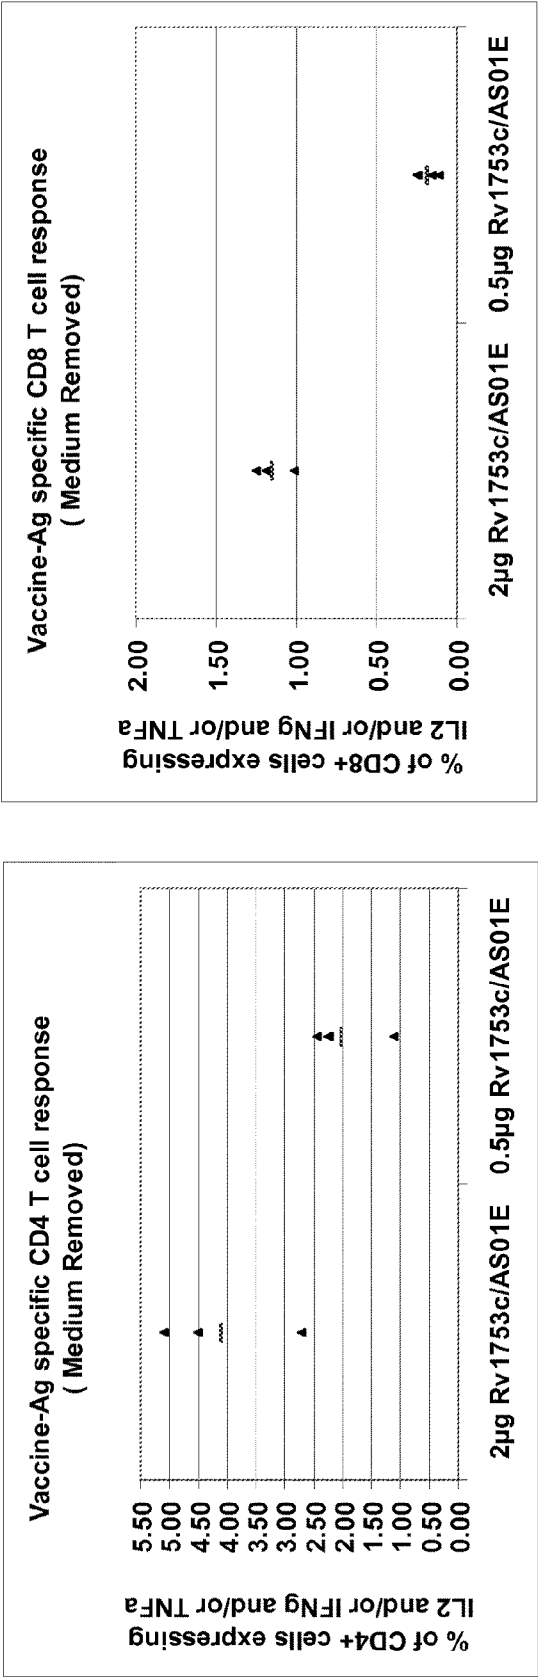 Vaccine-Ag specific CD4 T cell response
( Medium Removed)
% of CD4+ cells expressing
IL2 and/or IFNg and/or TNFa
5.50
5.00
4.50
4.00
3.50
3.00
2.50
2.00
1.50
1.00
0.50
0.00
2µg Rv1753c/AS01E
0.5µg Rv1753c/AS01E
Vaccine-Ag specific CD8 T cell response
( Medium Removed)
% of CD8+ cells expressing
IL2 and/or IFNg and/or TNFa
2.00
1.50
1.00
0.50
0.00
2µg Rv1753c/AS01E
0.5µg Rv1753c/AS01E